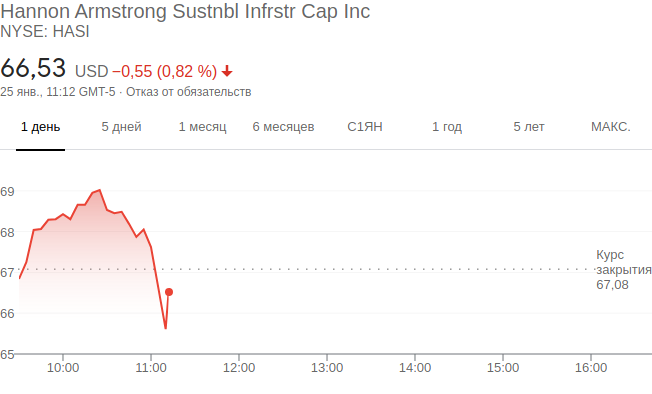 Hannon Armstrong Sustnbl Infrstr Cap Inc
NYSE: HASI
66,53 USD −0,55 (0,82 %)
25 янв., 11:12 GMT-5 · Отказ от обязательств
1 день 5 дней 1 месяц 6 месяцев С1ЯН 1 год 5 лет МАКС.
69
68
Курс
67
закрытия
67,08
66
65
10:00 11:00 12:00 13:00 14:00 15:00 16:00